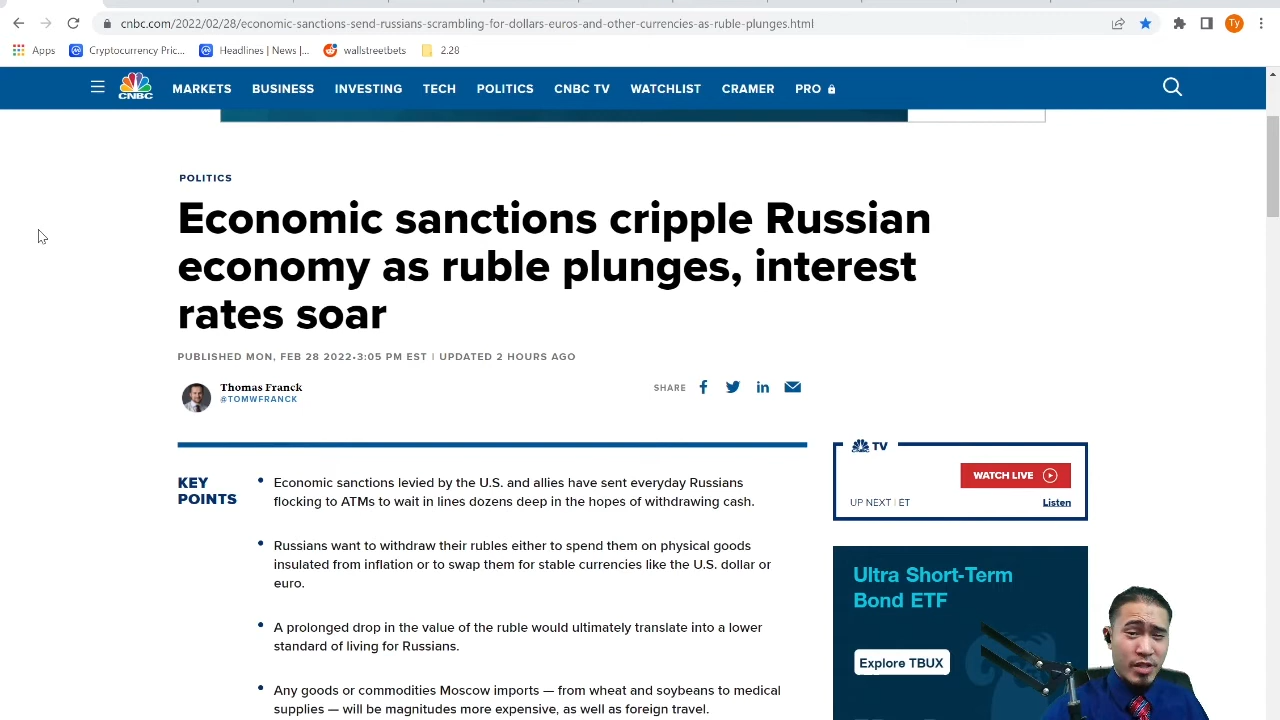 cnbc.com/2022/02/28/economic-sanctions-send-russians-scrambling-for-dollars-euros-and-other-currencies-as-ruble-plunges.html
Ty
Apps Cryptocurrency Pric... Headlines | News |... wallstreetbets 2.28
CNBC MARKETS BUSINESS INVESTING TECH POLITICS CNBC TV WATCHLIST CRAMER PRO
POLITICS
Economic sanctions cripple Russian
economy as ruble plunges, interest
rates soar
PUBLISHED MON, FEB 28 2022•3:05 PM EST | UPDATED 2 HOURS AGO
Thomas Franck
@TOMWFRANCK
SHARE
KEY
POINTS
• Economic sanctions levied by the U.S. and allies have sent everyday Russians
flocking to ATMs to wait in lines dozens deep in the hopes of withdrawing cash.
• Russians want to withdraw their rubles either to spend them on physical goods
insulated from inflation or to swap them for stable currencies like the U.S. dollar or
euro.
• A prolonged drop in the value of the ruble would ultimately translate into a lower
standard of living for Russians.
• Any goods or commodities Moscow imports — from wheat and soybeans to medical
supplies — will be magnitudes more expensive, as well as foreign travel.
TV
WATCH LIVE
UP NEXT | ET
Listen
Ultra Short-Term
Bond ETF
Explore TBUX